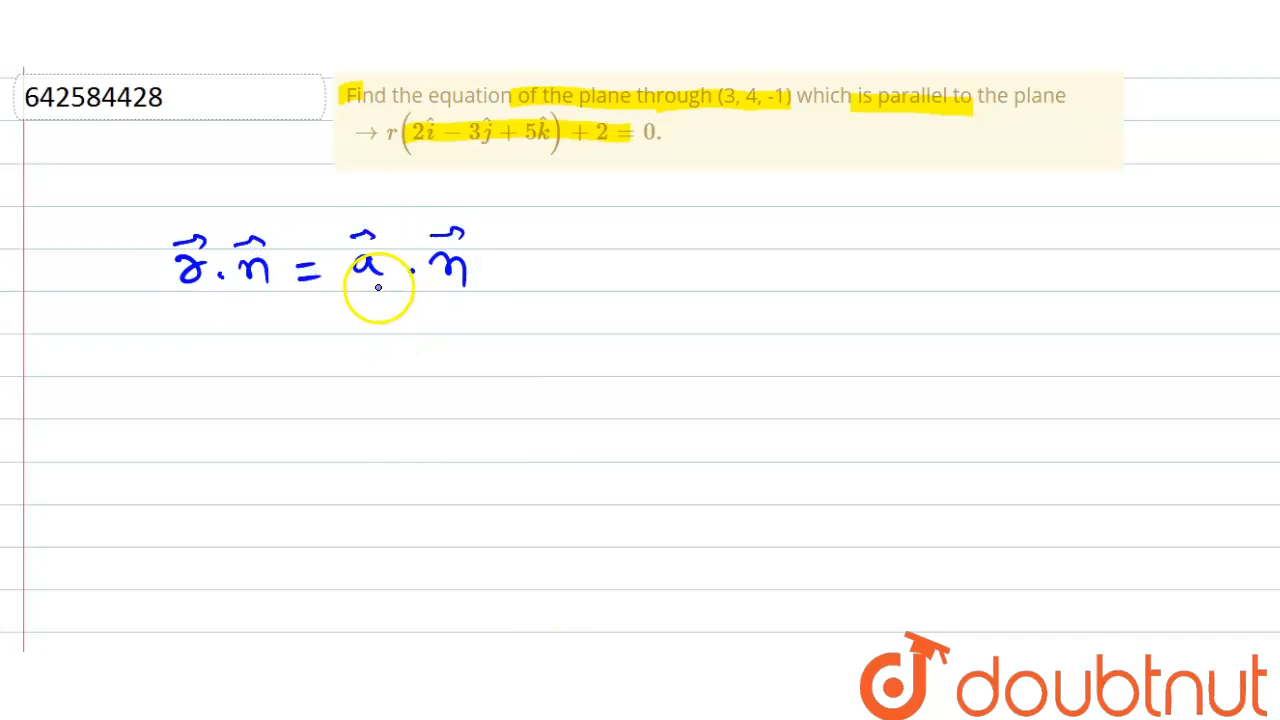 642584428
Find the equation of the plane through (3, 4, -1) which is parallel to the plane
→ r(2î − 3ĵ + 5k̂) + 2 = 0.
r⃗ . n⃗ = a⃗ . n⃗
doubtnut